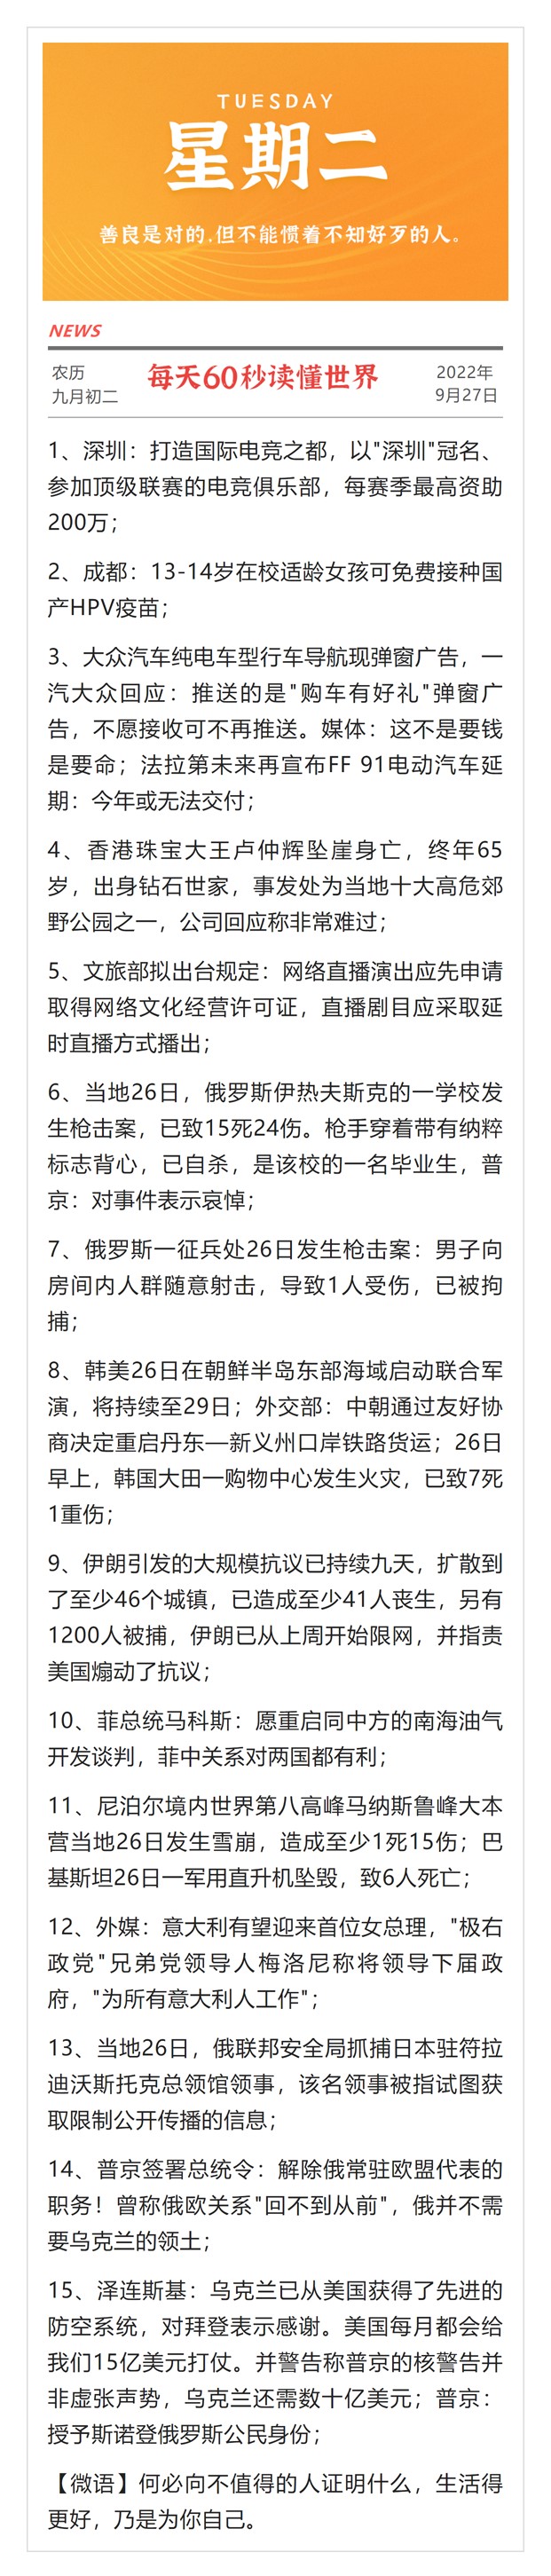 TUESDAY
星期二
善良是对的,但不能惯着不知好歹的人。
NEWS
农历
九月初二
每天60秒读懂世界
2022年
9月27日
1、深圳：打造国际电竞之都，以"深圳"冠名、
参加顶级联赛的电竞俱乐部，每赛季最高资助
200万；
2、成都：13-14岁在校适龄女孩可免费接种国
产HPV疫苗；
3、大众汽车纯电车型行车导航现弹窗广告，一
汽大众回应：推送的是"购车有好礼"弹窗广
告，不愿接收可不再推送。媒体：这不是要钱
是要命；法拉第未来再宣布FF 91电动汽车延
期：今年或无法交付；
4、香港珠宝大王卢仲辉坠崖身亡，终年65
岁，出身钻石世家，事发处为当地十大高危郊
野公园之一，公司回应称非常难过；
5、文旅部拟出台规定：网络直播演出应先申请
取得网络文化经营许可证，直播剧目应采取延
时直播方式播出；
6、当地26日，俄罗斯伊热夫斯克的一学校发
生枪击案，已致15死24伤。枪手穿着带有纳粹
标志背心，已自杀，是该校的一名毕业生，普
京：对事件表示哀悼；
7、俄罗斯一征兵处26日发生枪击案：男子向
房间内人群随意射击，导致1人受伤，已被拘
捕；
8、韩美26日在朝鲜半岛东部海域启动联合军
演，将持续至29日；外交部：中朝通过友好协
商决定重启丹东—新义州口岸铁路货运；26日
早上，韩国大田一购物中心发生火灾，已致7死
1重伤；
9、伊朗引发的大规模抗议已持续九天，扩散到
了至少46个城镇，已造成至少41人丧生，另有
1200人被捕，伊朗已从上周开始限网，并指责
美国煽动了抗议；
10、菲总统马科斯：愿重启同中方的南海油气
开发谈判，菲中关系对两国都有利；
11、尼泊尔境内世界第八高峰马纳斯鲁峰大本
营当地26日发生雪崩，造成至少1死15伤；巴
基斯坦26日一军用直升机坠毁，致6人死亡；
12、外媒：意大利有望迎来首位女总理，"极右
政党"兄弟党领导人梅洛尼称将领导下届政
府，"为所有意大利人工作"；
13、当地26日，俄联邦安全局抓捕日本驻符拉
迪沃斯托克总领馆领事，该名领事被指试图获
取限制公开传播的信息；
14、普京签署总统令：解除俄常驻欧盟代表的
职务！曾称俄欧关系"回不到从前"，俄并不需
要乌克兰的领土；
15、泽连斯基：乌克兰已从美国获得了先进的
防空系统，对拜登表示感谢。美国每月都会给
我们15亿美元打仗。并警告称普京的核警告并
非虚张声势，乌克兰还需数十亿美元；普京：
授予斯诺登俄罗斯公民身份；
【微语】何必向不值得的人证明什么，生活得
更好，乃是为你自己。